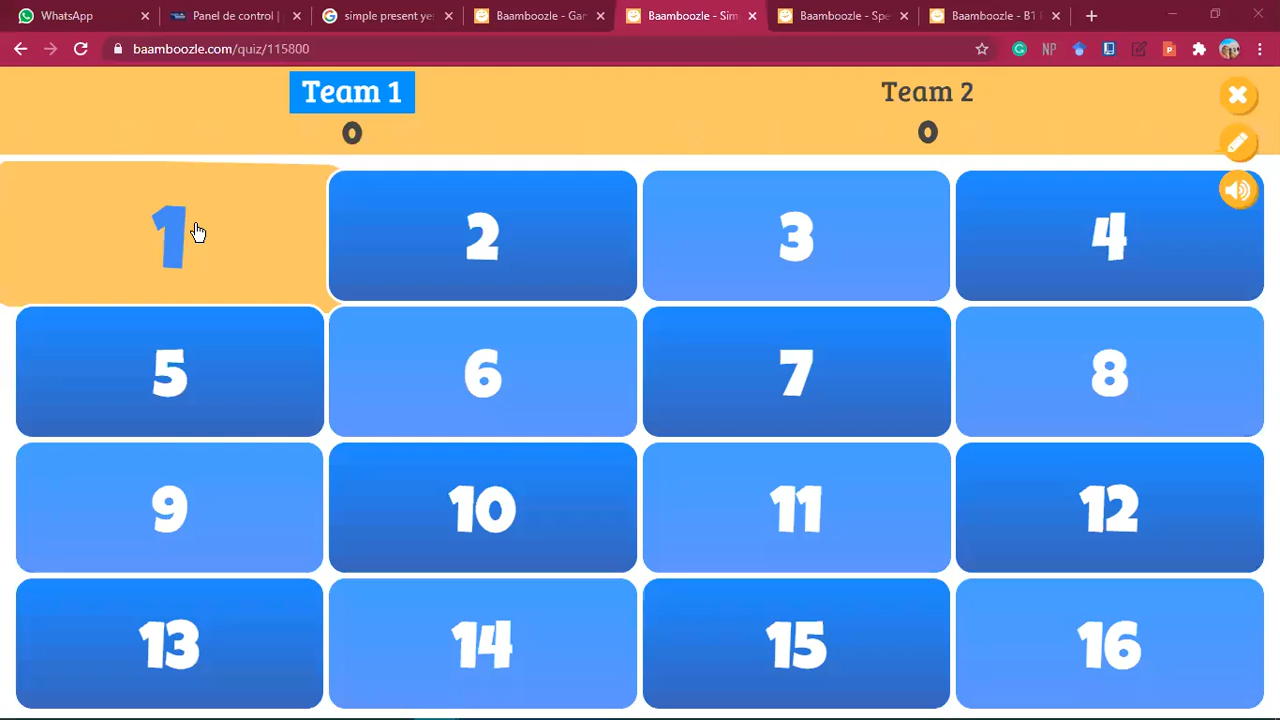 WhatsApp
Panel de control |
simple present ye
Baamboozle - Gar
Baamboozle - Sim
Baamboozle - Spe
Baamboozle - B1
baamboozle.com/quiz/115800
NP
Team 1
Team 2
0
0
1
2
3
4
5
6
7
8
9
10
11
12
13
14
15
16